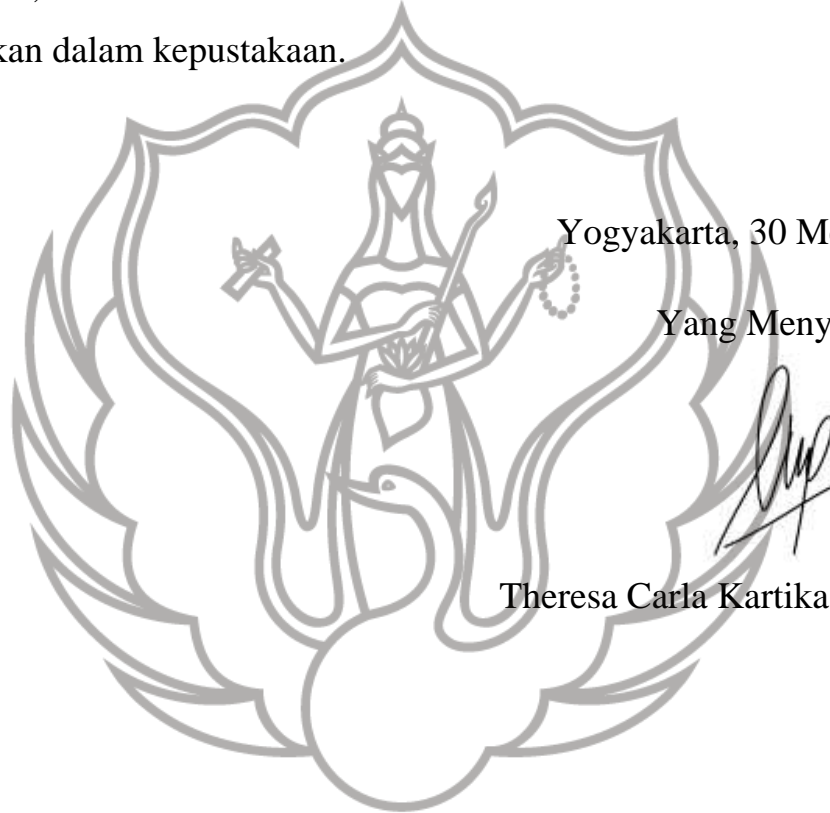 kan dalam kepustakaan.
Yogyakarta, 30 M
Yang Meny
Theresa Carla Kartika